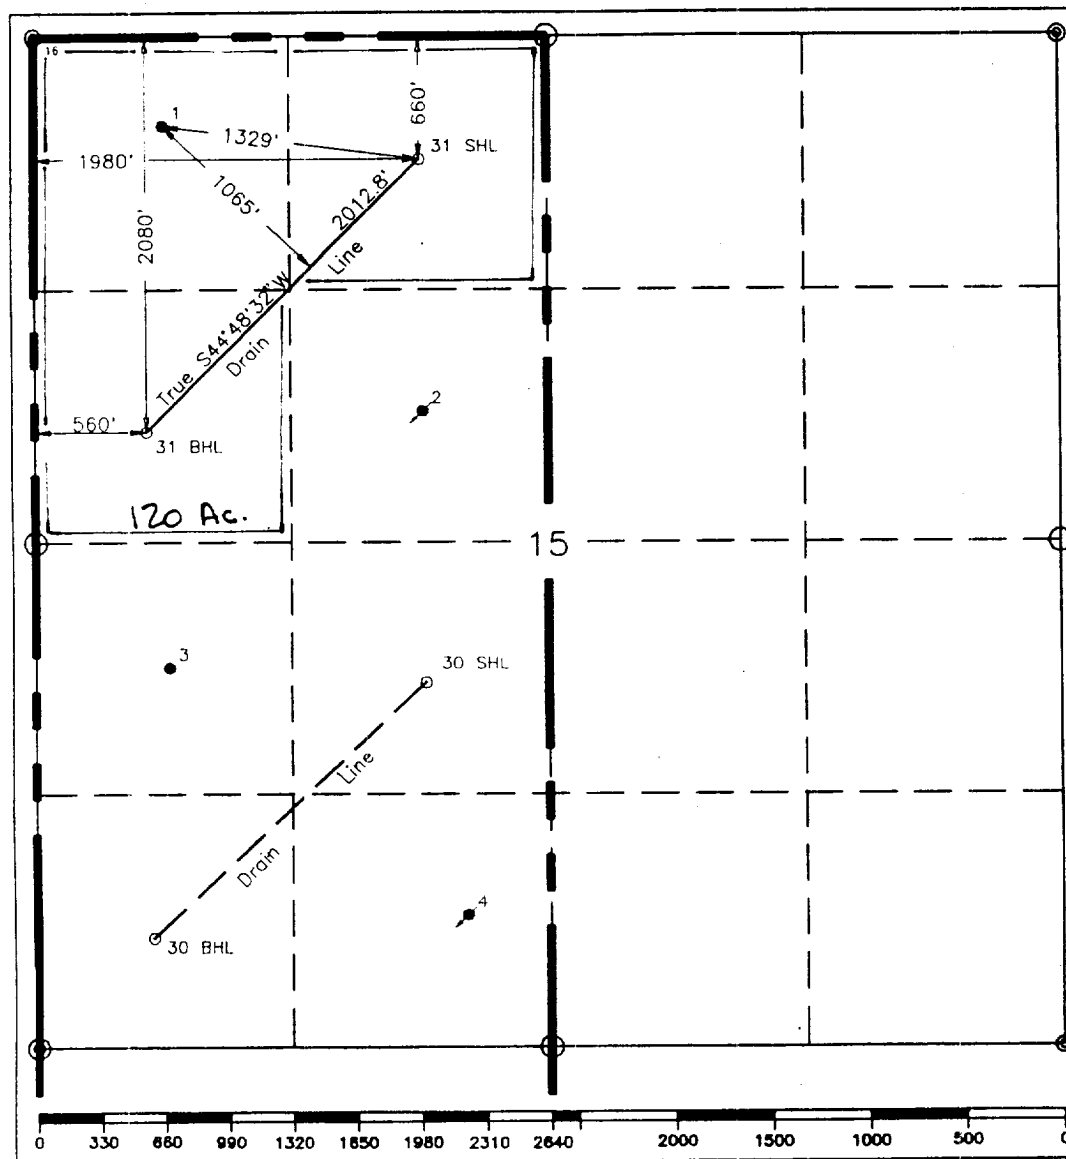 16
1
660'
1329'
31 SHL
1980'
1065'
2012.8'
2080'
Line
True S44°48'32"W
Drain
2
560'
31 BHL
120 Ac.
15
3
30 SHL
Line
Drain
4
30 BHL
0 330 660 990 1320 1650 1980 2310 2640 2000 1500 1000 500 0